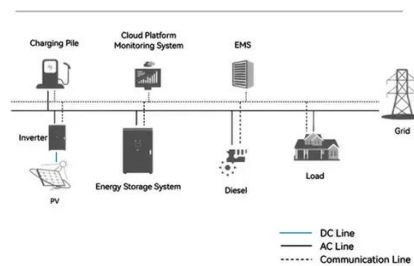 Charging Pile
Cloud Platform
Monitoring System
EMS
Grid
Inverter
PV
Energy Storage System
Diesel
Load
DC Line
AC Line
Communication Line